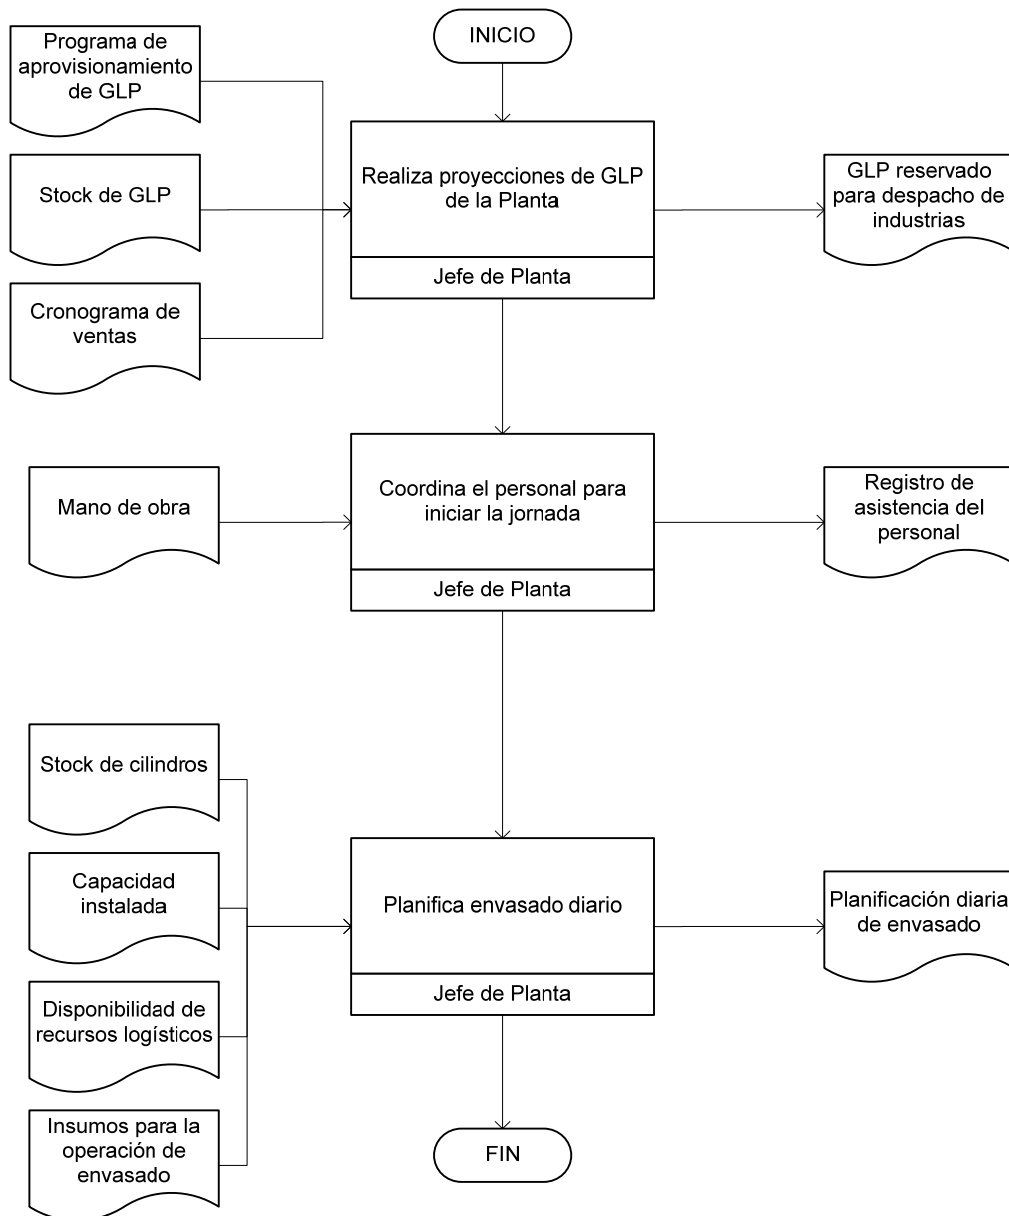 INICIO
Programa de
aprovisionamiento
de GLP
Stock de GLP
Cronograma de
ventas
Realiza proyecciones de GLP
de la Planta
Jefe de Planta
GLP reservado
para despacho de
industrias
Mano de obra
Coordina el personal para
iniciar la jornada
Jefe de Planta
Registro de
asistencia del
personal
Stock de cilindros
Capacidad
instalada
Disponibilidad de
recursos logísticos
Insumos para la
operación de
envasado
Planifica envasado diario
Jefe de Planta
Planificación diaria
de envasado
FIN